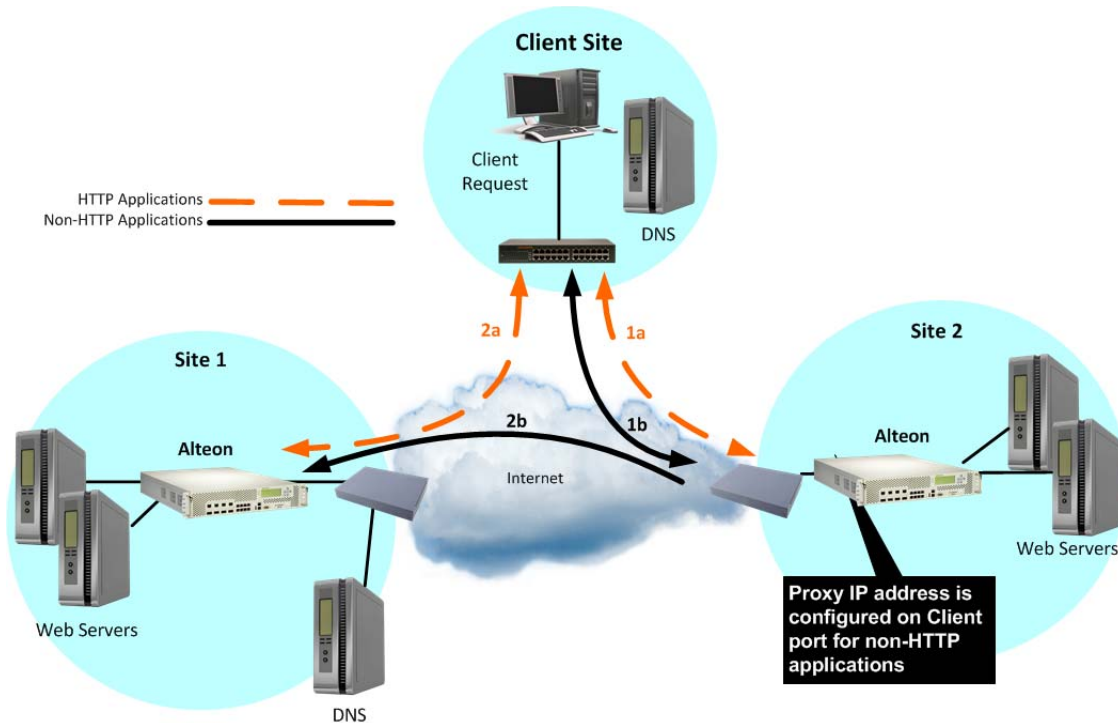 Client Site
Client
Request
DNS
HTTP Applications
Non-HTTP Applications
2a
1a
Site 1
Site 2
2b
1b
Alteon
Alteon
Internet
Web Servers
Web Servers
DNS
Proxy IP address is
configured on Client
port for non-HTTP
applications